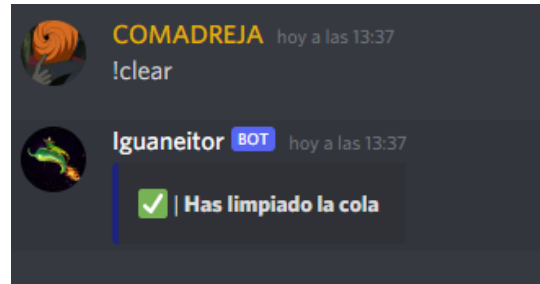 COMADREJA hoy a las 13:37
!clear
Iguaneitor BOT hoy a las 13:37
✅ | Has limpiado la cola